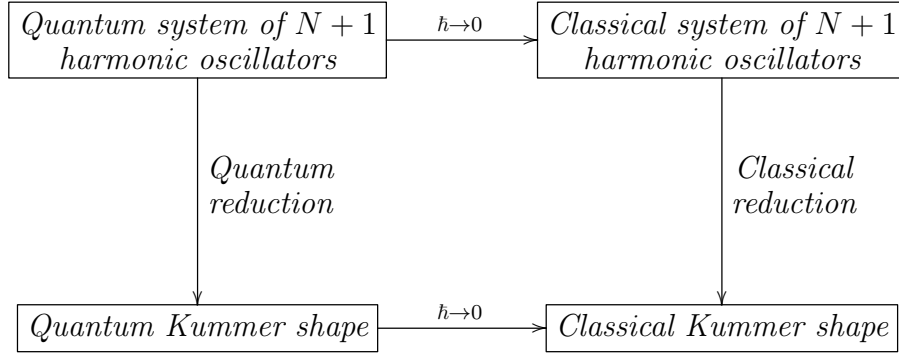 Quantum system of N + 1
harmonic oscillators
ℏ→0
Classical system of N + 1
harmonic oscillators
Quantum
reduction
Classical
reduction
Quantum Kummer shape
ℏ→0
Classical Kummer shape